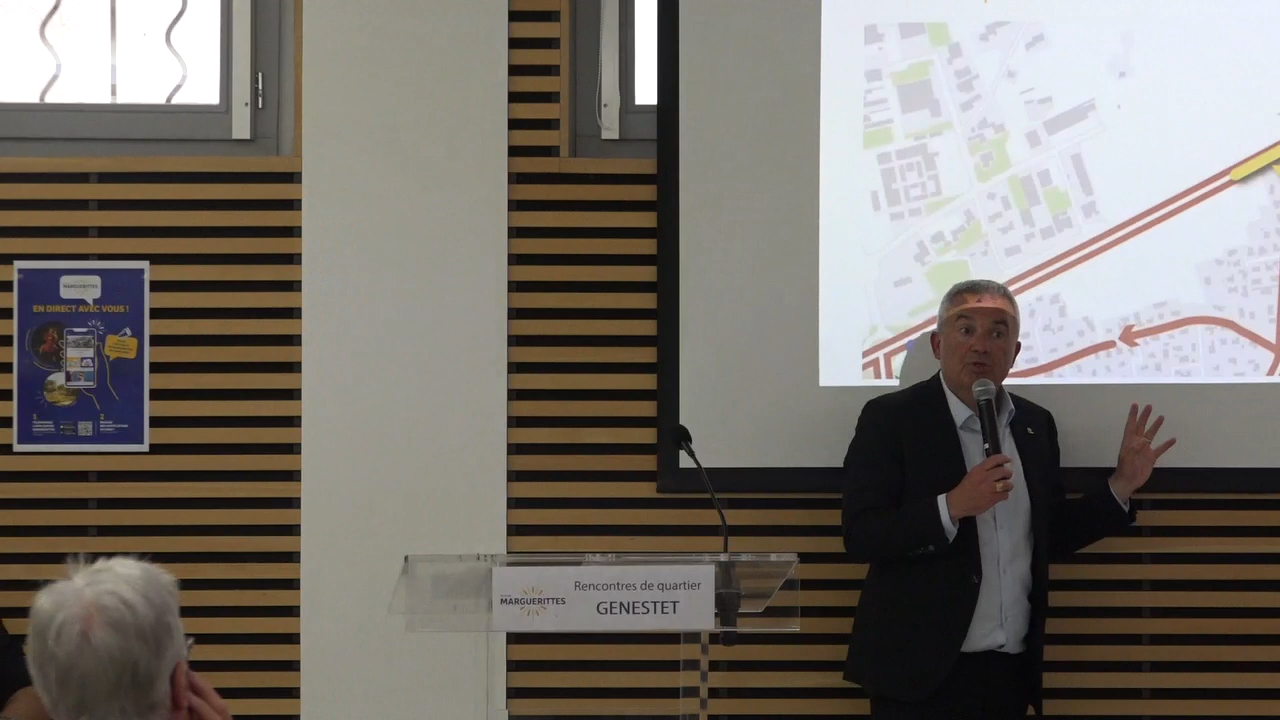 MARGUERITTES
EN DIRECT AVEC VOUS !
MARGUERITTES
Rencontres de quartier
GENESTET